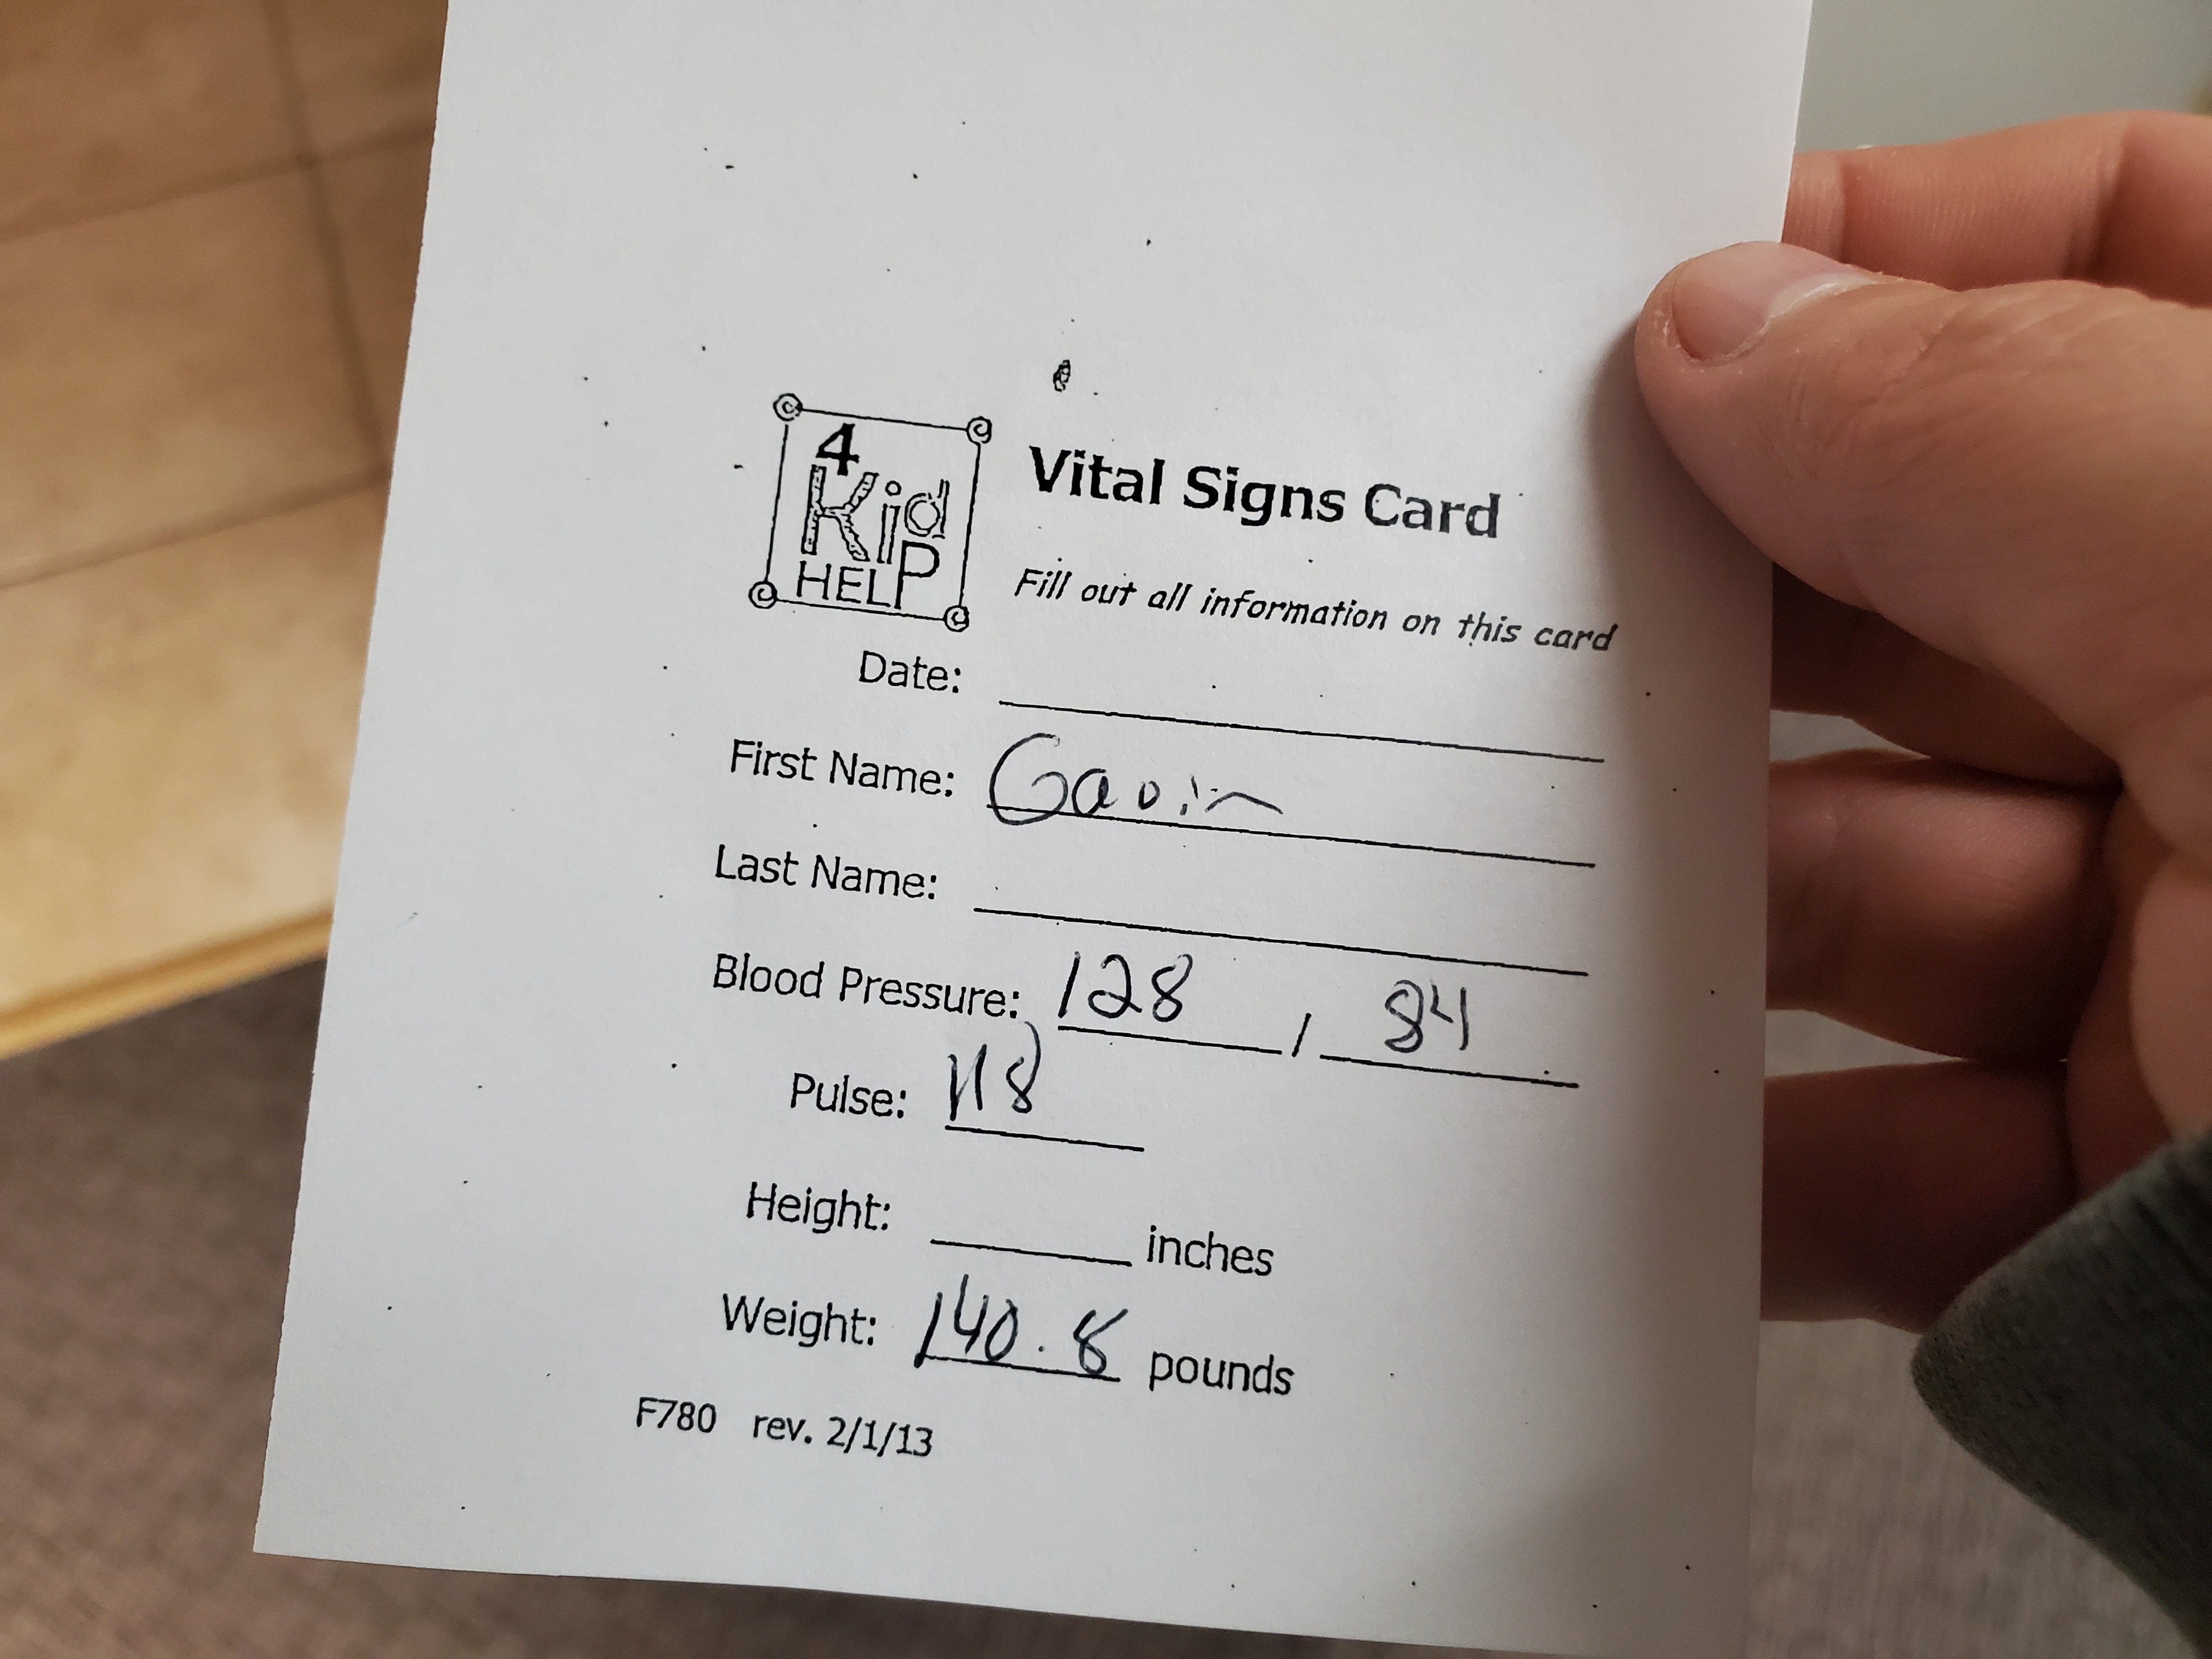 4
Kid
HELP
Vital Signs Card
Fill out all information on this card
Date:
First Name: Gavin
Last Name:
Blood Pressure: 128 / 84
Pulse: 118
Height: inches
Weight: 140.8 pounds
F780 rev. 2/1/13